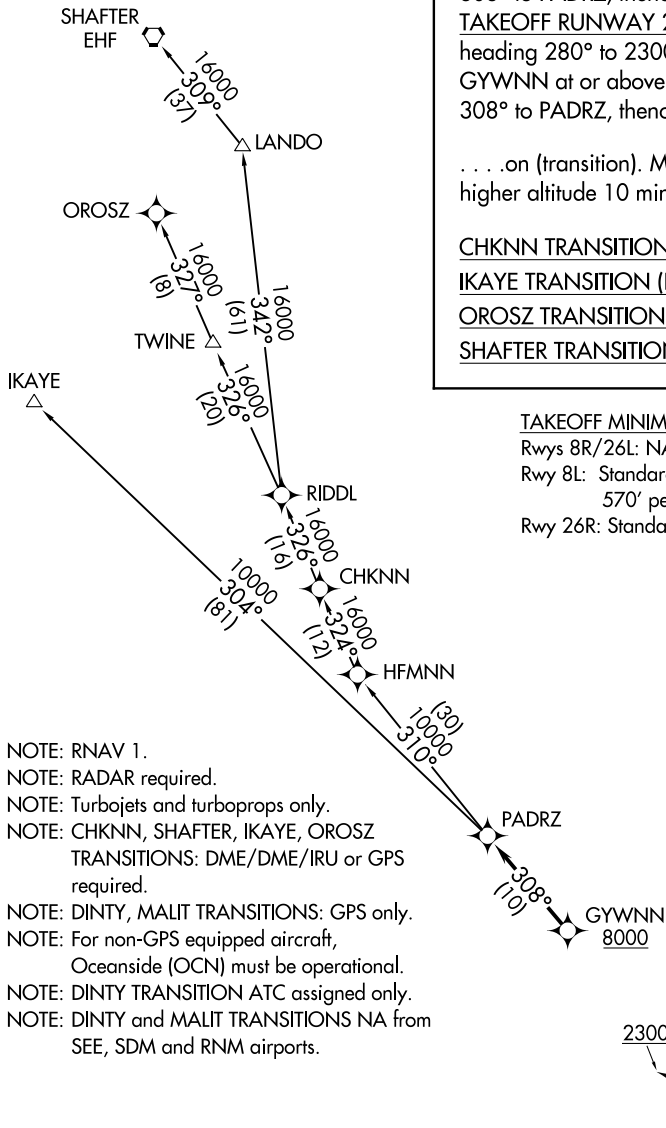 TAKEOFF RUNWAY 2
heading 280° to 2300
GYWNN at or above
308° to PADRZ, thenc
. . . .on (transition). M
higher altitude 10 min
CHKNN TRANSITION
IKAYE TRANSITION (
OROSZ TRANSITION
SHAFTER TRANSITION
TAKEOFF MINIM
Rwys 8R/26L: NA
Rwy 8L: Standard
570' pe
Rwy 26R: Standa
SHAFTER
EHF
16000
309°
(37)
LANDO
OROSZ
16000
327°
(8)
16000
342°
(61)
TWINE
16000
326°
(20)
IKAYE
RIDDL
16000
326°
(16)
CHKNN
10000
304°
(81)
16000
324°
(12)
HFMNN
(30)
10000
310°
PADRZ
308°
(10)
GYWNN
8000
2300
NOTE: RNAV 1.
NOTE: RADAR required.
NOTE: Turbojets and turboprops only.
NOTE: CHKNN, SHAFTER, IKAYE, OROSZ
TRANSITIONS: DME/DME/IRU or GPS
required.
NOTE: DINTY, MALIT TRANSITIONS: GPS only.
NOTE: For non-GPS equipped aircraft,
Oceanside (OCN) must be operational.
NOTE: DINTY TRANSITION ATC assigned only.
NOTE: DINTY and MALIT TRANSITIONS NA from
SEE, SDM and RNM airports.